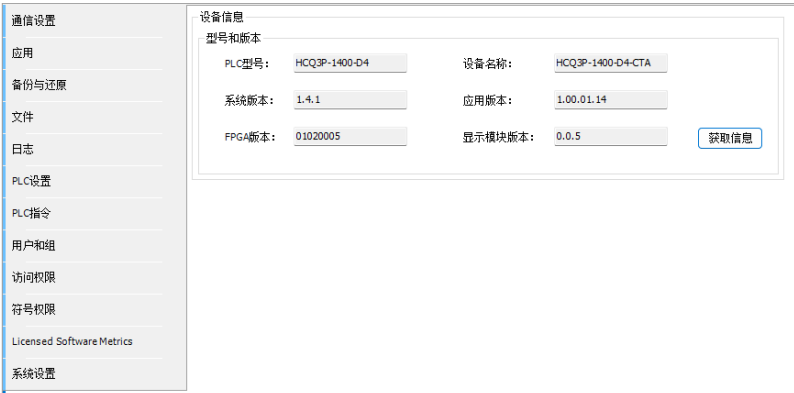 通信设置
应用
备份与还原
文件
日志
PLC设置
PLC指令
用户和组
访问权限
符号权限
Licensed Software Metrics
系统设置
设备信息
型号和版本
PLC型号： HCQ3P-1400-D4 设备名称： HCQ3P-1400-D4-CTA
系统版本： 1.4.1 应用版本： 1.00.01.14
FPGA版本： 01020005 显示模块版本： 0.0.5 获取信息